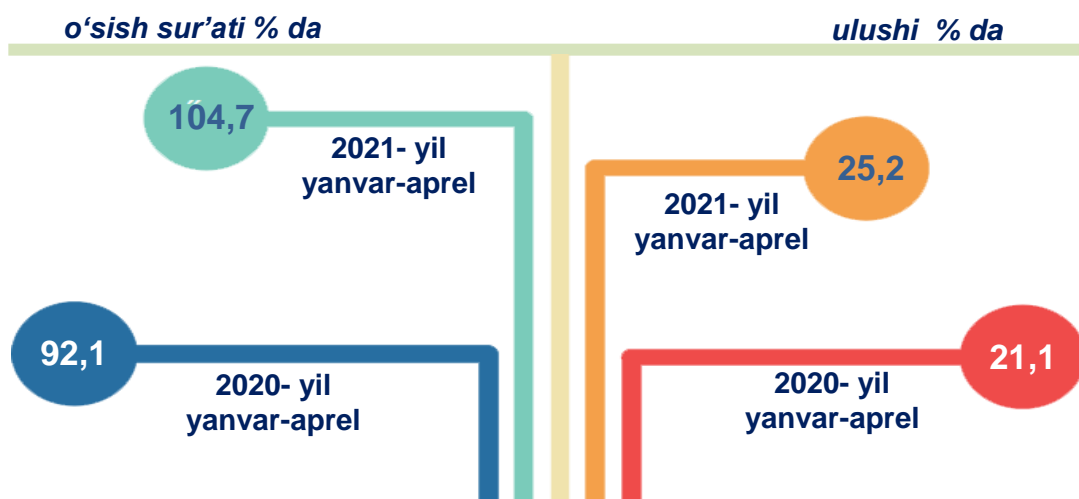 o‘sish sur’ati % da
ulushi % da
104,7
2021- yil
yanvar-aprel
25,2
2021- yil
yanvar-aprel
92,1
2020- yil
yanvar-aprel
21,1
2020- yil
yanvar-aprel